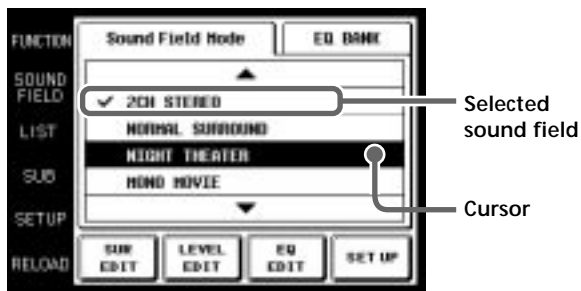 FUNCTION
SOUND
FIELD
LIST
SUB
SETUP
RELOAD
Sound Field Mode
EQ BANK
✓ 2CH STEREO
NORMAL SURROUND
NIGHT THEATER
MONO MOVIE
SUR
EDIT
LEVEL
EDIT
EQ
EDIT
SET UP
Selected
sound field
Cursor